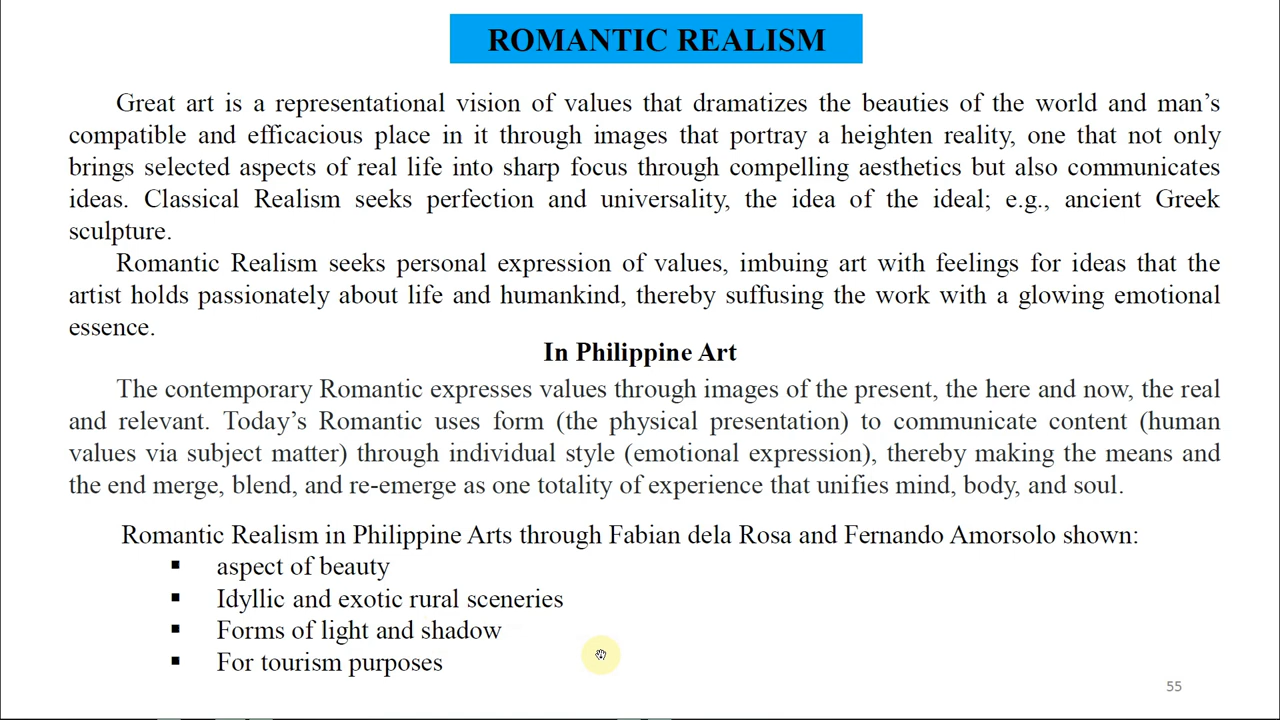 ROMANTIC REALISM
Great art is a representational vision of values that dramatizes the beauties of the world and man's
compatible and efficacious place in it through images that portray a heighten reality, one that not only
brings selected aspects of real life into sharp focus through compelling aesthetics but also communicates
ideas. Classical Realism seeks perfection and universality, the idea of the ideal; e.g., ancient Greek
sculpture.
Romantic Realism seeks personal expression of values, imbuing art with feelings for ideas that the
artist holds passionately about life and humankind, thereby suffusing the work with a glowing emotional
essence.
In Philippine Art
The contemporary Romantic expresses values through images of the present, the here and now, the real
and relevant. Today's Romantic uses form (the physical presentation) to communicate content (human
values via subject matter) through individual style (emotional expression), thereby making the means and
the end merge, blend, and re-emerge as one totality of experience that unifies mind, body, and soul.
Romantic Realism in Philippine Arts through Fabian dela Rosa and Fernando Amorsolo shown:
▪ aspect of beauty
▪ Idyllic and exotic rural sceneries
▪ Forms of light and shadow
▪ For tourism purposes
55